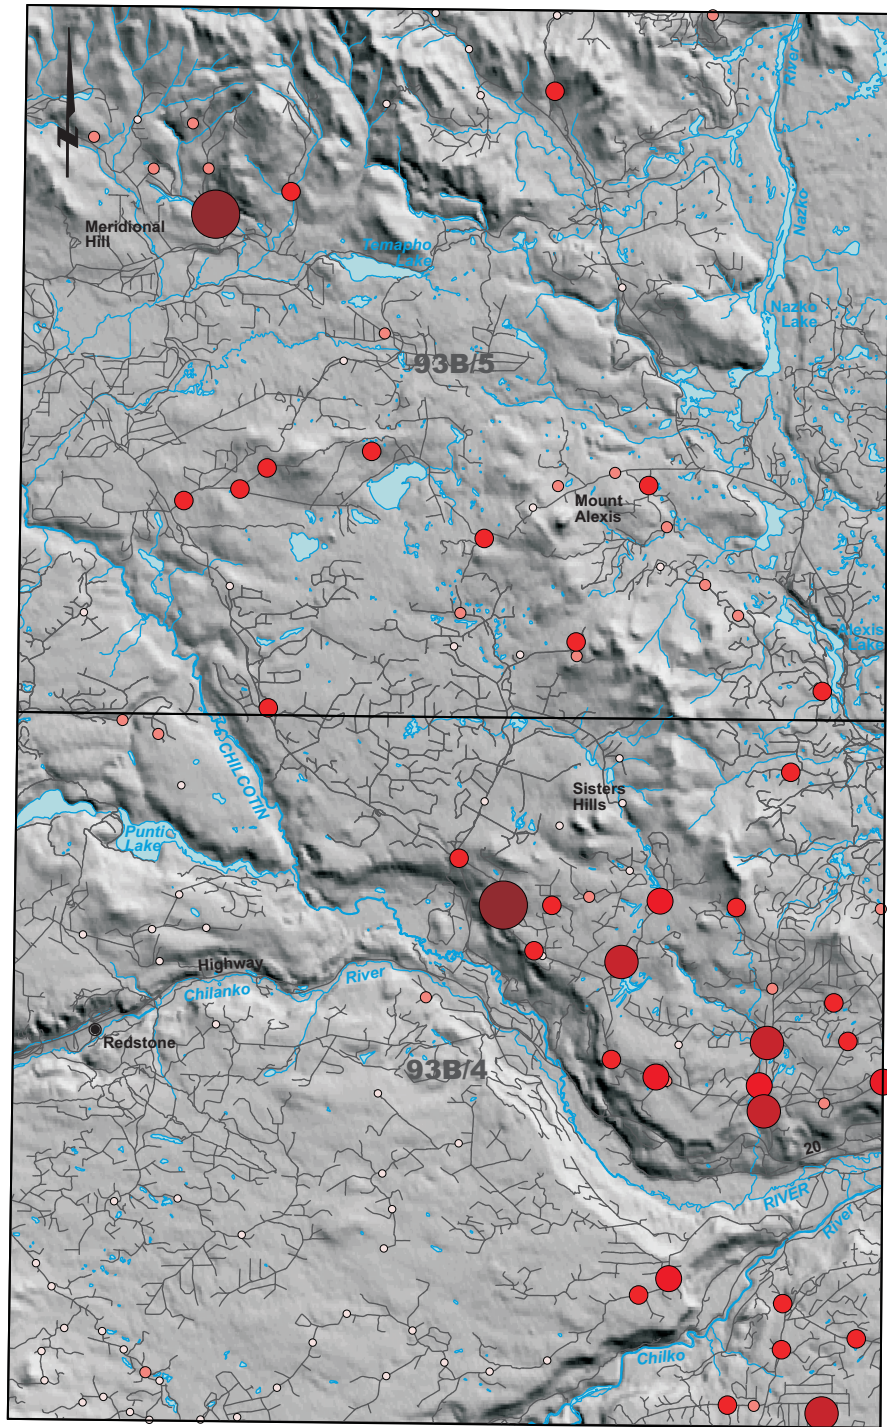 River
Nazko
Meridional
Hill
Temapho
Lake
Nazko
Lake
93B/5
Mount
Alexis
Alexis
Lake
CHILCOTIN
Sisters
Hills
Puntic
Lake
Highway
River
Chilanko
Redstone
93B/4
20
RIVER
River
Chilko